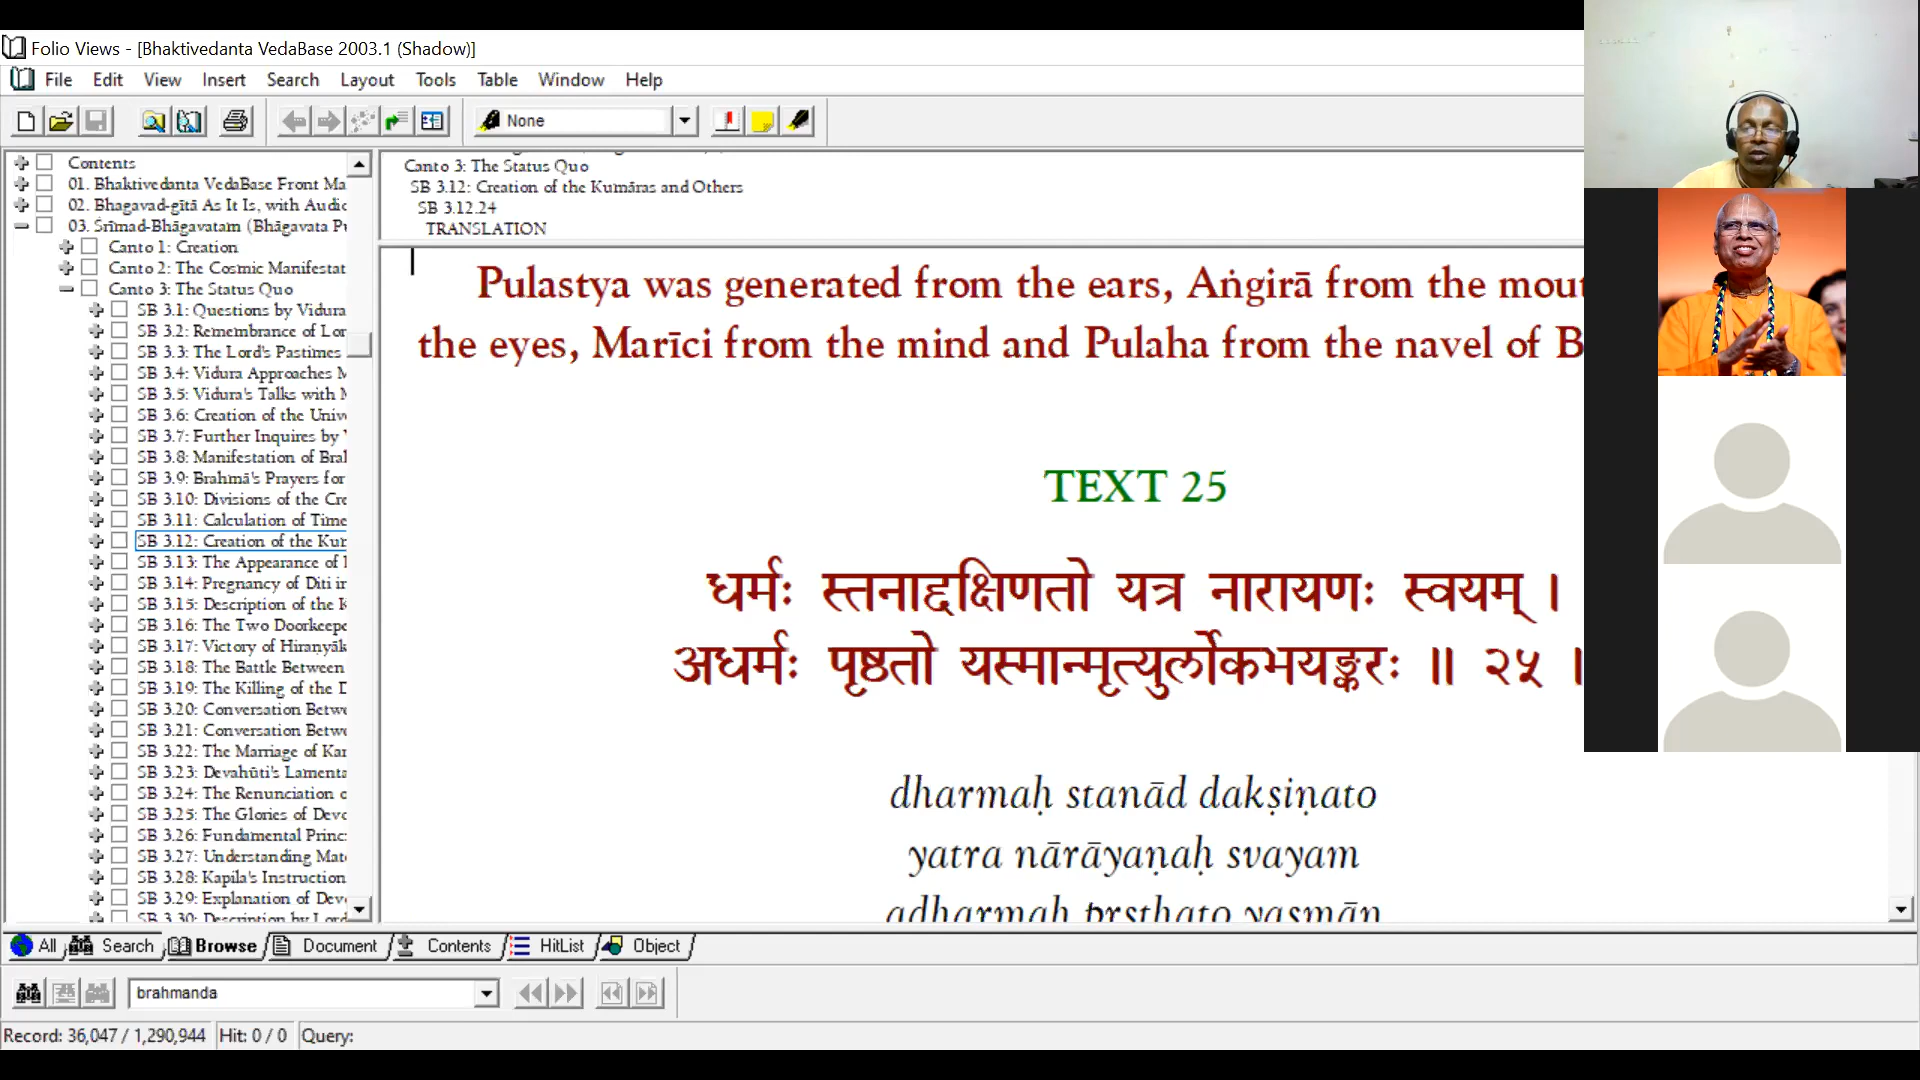 Folio Views - [Bhaktivedanta VedaBase 2003.1 (Shadow)]
File Edit View Insert Search Layout Tools Table Window Help
None
Contents
01. Bhaktivedanta VedaBase Front Ma
02. Bhagavad-gītā As It Is, with Audio
03. Śrīmad-Bhāgavatam (Bhāgavata Pu
Canto 1: Creation
Canto 2: The Cosmic Manifestat
Canto 3: The Status Quo
SB 3.1: Questions by Vidura
SB 3.2: Remembrance of Lor
SB 3.3: The Lord's Pastimes
SB 3.4: Vidura Approaches M
SB 3.5: Vidura's Talks with M
SB 3.6: Creation of the Univ
SB 3.7: Further Inquires by V
SB 3.8: Manifestation of Bral
SB 3.9: Brahmā's Prayers for
SB 3.10: Divisions of the Cre
SB 3.11: Calculation of Time
SB 3.12: Creation of the Kum
SB 3.13: The Appearance of
SB 3.14: Pregnancy of Diti in
SB 3.15: Description of the K
SB 3.16: The Two Doorkeepe
SB 3.17: Victory of Hiraṇyāk
SB 3.18: The Battle Between
SB 3.19: The Killing of the D
SB 3.20: Conversation Betwe
SB 3.21: Conversation Betwe
SB 3.22: The Marriage of Kar
SB 3.23: Devahūti's Lamenta
SB 3.24: The Renunciation o
SB 3.25: The Glories of Devo
SB 3.26: Fundamental Princi
SB 3.27: Understanding Mate
SB 3.28: Kapila's Instruction
SB 3.29: Explanation of Devo
SB 3.30: Description by Lord
Canto 3: The Status Quo
SB 3.12: Creation of the Kumāras and Others
SB 3.12.24
TRANSLATION
Pulastya was generated from the ears, Aṅgirā from the mout
the eyes, Marīci from the mind and Pulaha from the navel of B
TEXT 25
धर्मः स्तनाद्दक्षिणतो यत्र नारायणः स्वयम् ।
अधर्मः पृष्ठतो यस्मान्मृत्युर्लोकभयङ्करः ॥ २५ ।
dharmaḥ stanād dakṣiṇato
yatra nārāyaṇaḥ svayam
adharmaḥ pṛṣṭhato yasmān
All Search Browse Document Contents HitList Object
brahmanda
Record: 36,047 / 1,290,944 Hit: 0 / 0 Query: